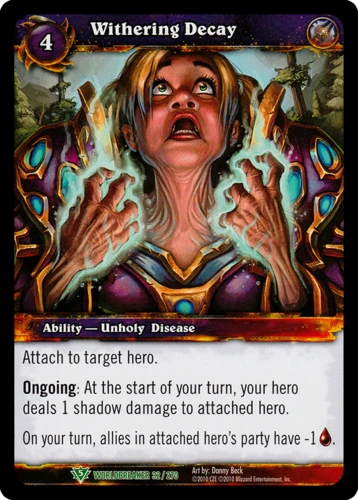 4
Withering Decay
Ability — Unholy Disease
Attach to target hero.
Ongoing: At the start of your turn, your hero
deals 1 shadow damage to attached hero.
On your turn, allies in attached hero's party have -1.
5 WORLDBREAKER 32 / 270
Art by: Danny Beck
©2010 CZE ©2010 Blizzard Entertainment, Inc.